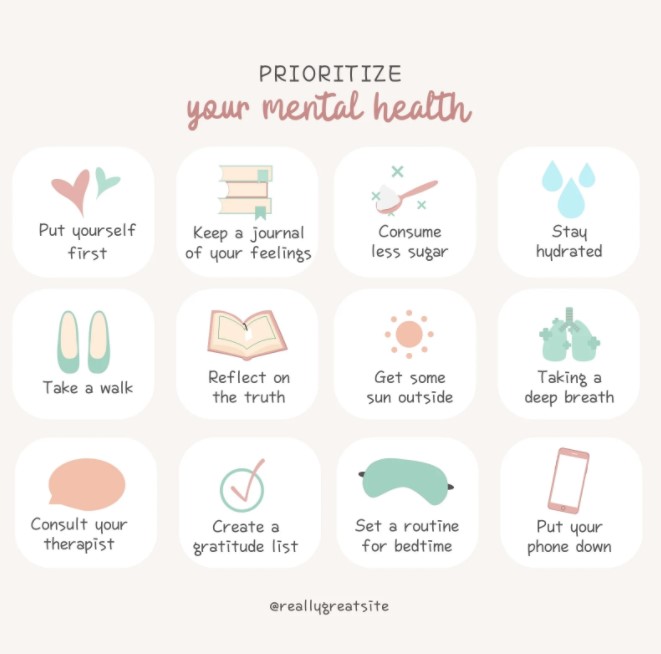 PRIORITIZE
your mental health
Put yourself
first
Keep a journal
of your feelings
Consume
less sugar
Stay
hydrated
Take a walk
Reflect on
the truth
Get some
sun outside
Taking a
deep breath
Consult your
therapist
Create a
gratitude list
Set a routine
for bedtime
Put your
phone down
@reallygreatsite